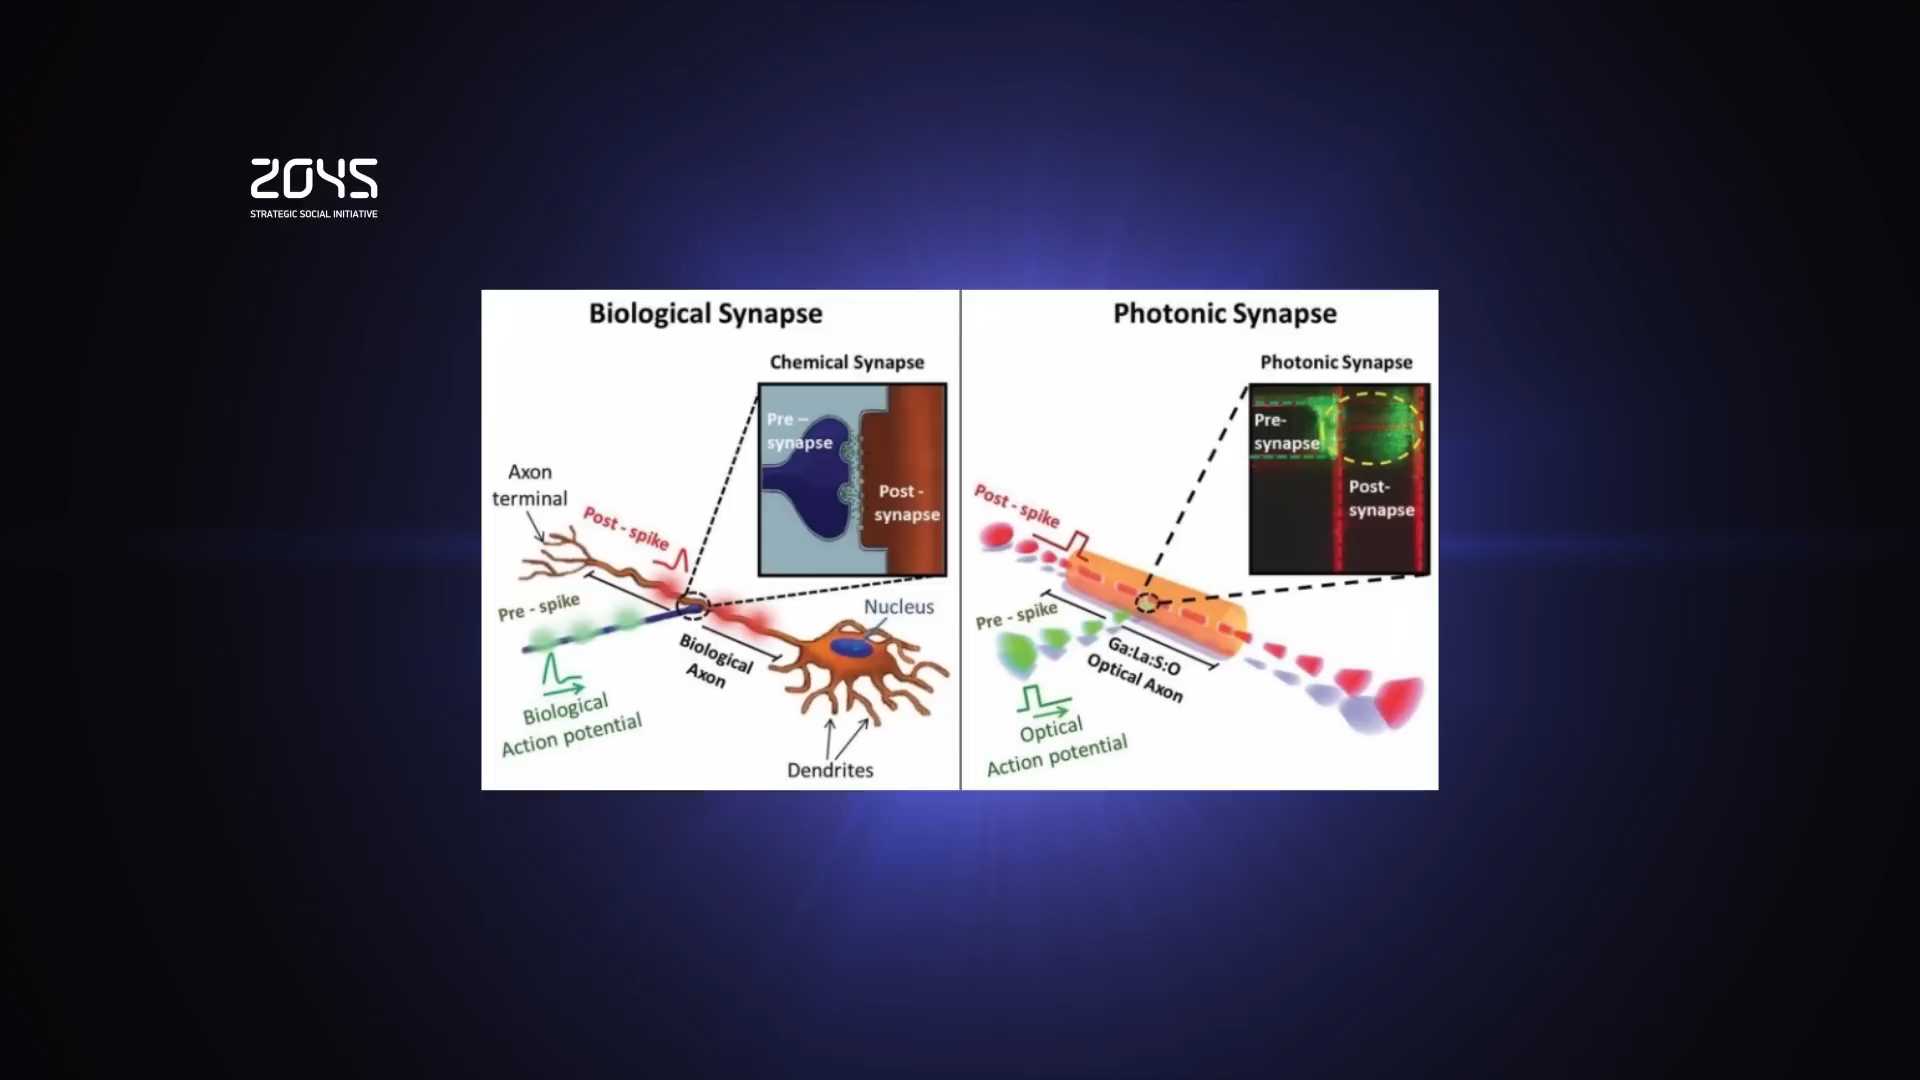 2045
STRATEGIC SOCIAL INITIATIVE
Biological Synapse
Chemical Synapse
Pre –
synapse
Post -
synapse
Axon
terminal
Post - spike
Pre - spike
Nucleus
Biological
Axon
Biological
Action potential
Dendrites
Photonic Synapse
Photonic Synapse
Pre-
synapse
Post-
synapse
Post - spike
Pre - spike
Ga:La:S:O
Optical Axon
Optical
Action potential